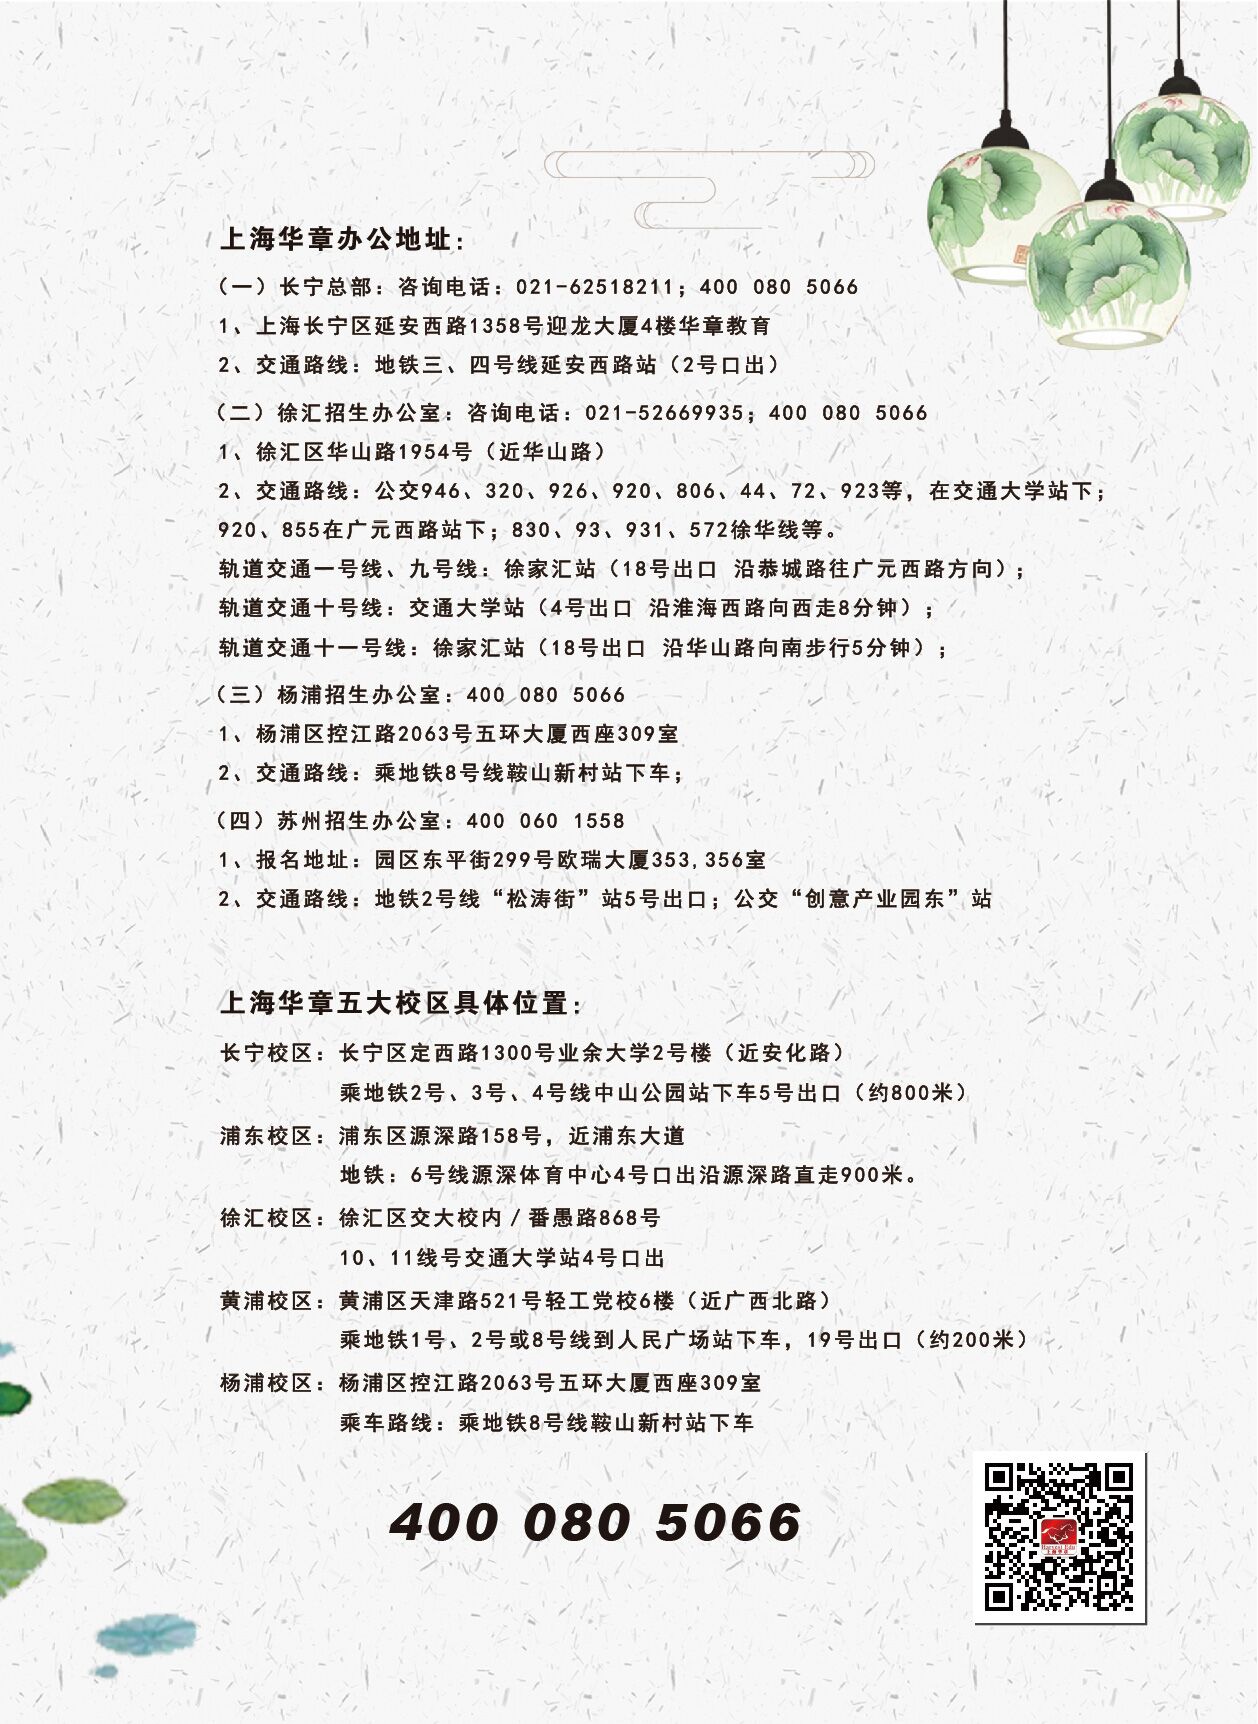 上海华章办公地址：
（一）长宁总部：咨询电话：021-62518211；400 080 5066
1、上海长宁区延安西路1358号迎龙大厦4楼华章教育
2、交通路线：地铁三、四号线延安西路站（2号口出）
（二）徐汇招生办公室：咨询电话：021-52669935；400 080 5066
1、徐汇区华山路1954号（近华山路）
2、交通路线：公交946、320、926、920、806、44、72、923等，在交通大学站下；
920、855在广元西路站下；830、93、931、572徐华线等。
轨道交通一号线、九号线：徐家汇站（18号出口 沿恭城路往广元西路方向）；
轨道交通十号线：交通大学站（4号出口 沿淮海西路向西走8分钟）；
轨道交通十一号线：徐家汇站（18号出口 沿华山路向南步行5分钟）；
（三）杨浦招生办公室：400 080 5066
1、杨浦区控江路2063号五环大厦西座309室
2、交通路线：乘地铁8号线鞍山新村站下车；
（四）苏州招生办公室：400 060 1558
1、报名地址：园区东平街299号欧瑞大厦353,356室
2、交通路线：地铁2号线“松涛街”站5号出口；公交“创意产业园东”站
上海华章五大校区具体位置：
长宁校区：长宁区定西路1300号业余大学2号楼（近安化路）
乘地铁2号、3号、4号线中山公园站下车5号出口（约800米）
浦东校区：浦东区源深路158号，近浦东大道
地铁：6号线源深体育中心4号口出沿源深路直走900米。
徐汇校区：徐汇区交大校内／番愚路868号
10、11线号交通大学站4号口出
黄浦校区：黄浦区天津路521号轻工党校6楼（近广西北路）
乘地铁1号、2号或8号线到人民广场站下车，19号出口（约200米）
杨浦校区：杨浦区控江路2063号五环大厦西座309室
乘车路线：乘地铁8号线鞍山新村站下车
400 080 5066
Harvest Edu
上海华章